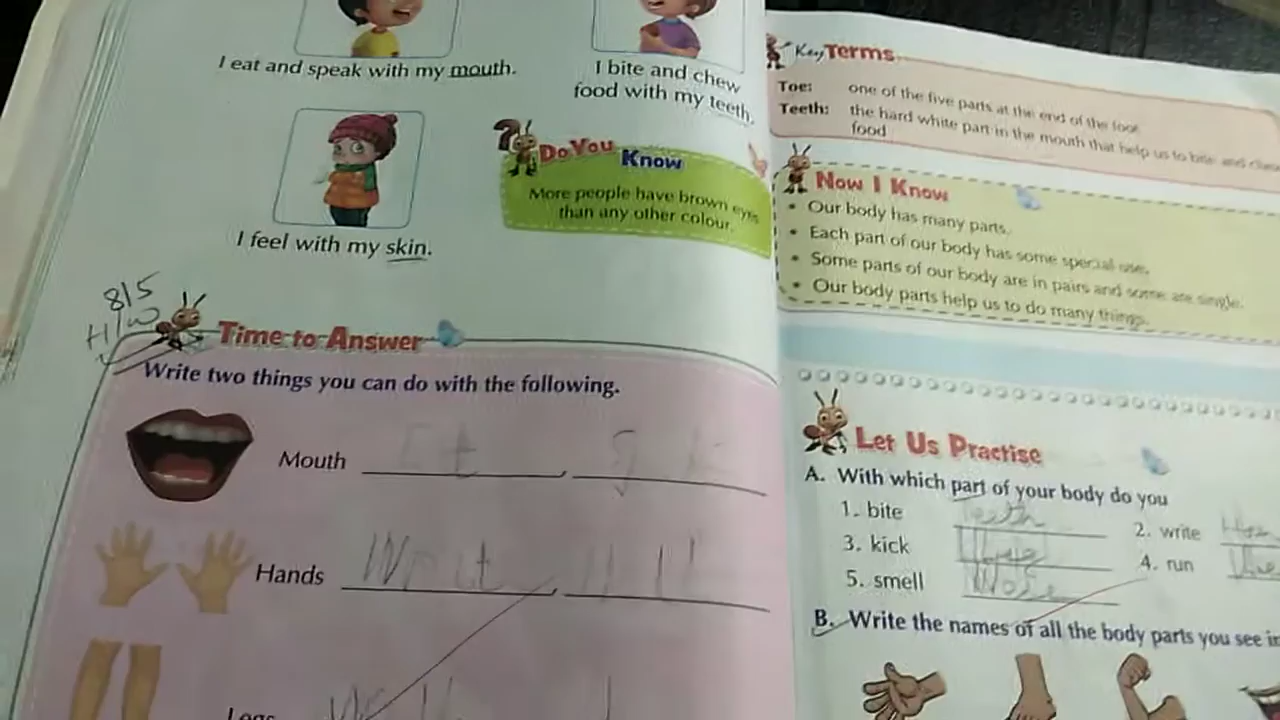 I eat and speak with my mouth.
I bite and chew
food with my teeth.
I feel with my skin.
Do You Know
More people have brown eyes
than any other colour.
8/5
H/W
Time to Answer
Write two things you can do with the following.
Mouth
Hands
Legs
Key Terms
Toe: one of the five parts at the end of the foot
Teeth: the hard white part in the mouth that help us to bite and
food
Now I Know
• Our body has many parts.
• Each part of our body has some special use.
• Some parts of our body are in pairs and some are single.
• Our body parts help us to do many things.
Let Us Practise
A. With which part of your body do you
1. bite Teeth 2. write
3. kick 4. run
5. smell Nose
B. Write the names of all the body parts you see in